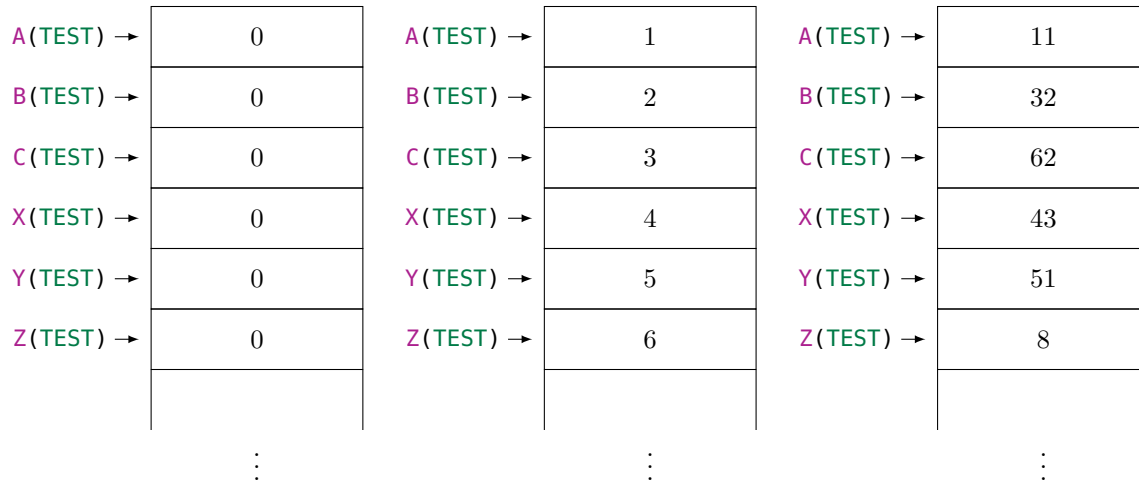 A(TEST) → 0 A(TEST) → 1 A(TEST) → 11
B(TEST) → 0 B(TEST) → 2 B(TEST) → 32
C(TEST) → 0 C(TEST) → 3 C(TEST) → 62
X(TEST) → 0 X(TEST) → 4 X(TEST) → 43
Y(TEST) → 0 Y(TEST) → 5 Y(TEST) → 51
Z(TEST) → 0 Z(TEST) → 6 Z(TEST) → 8
⋮ ⋮ ⋮